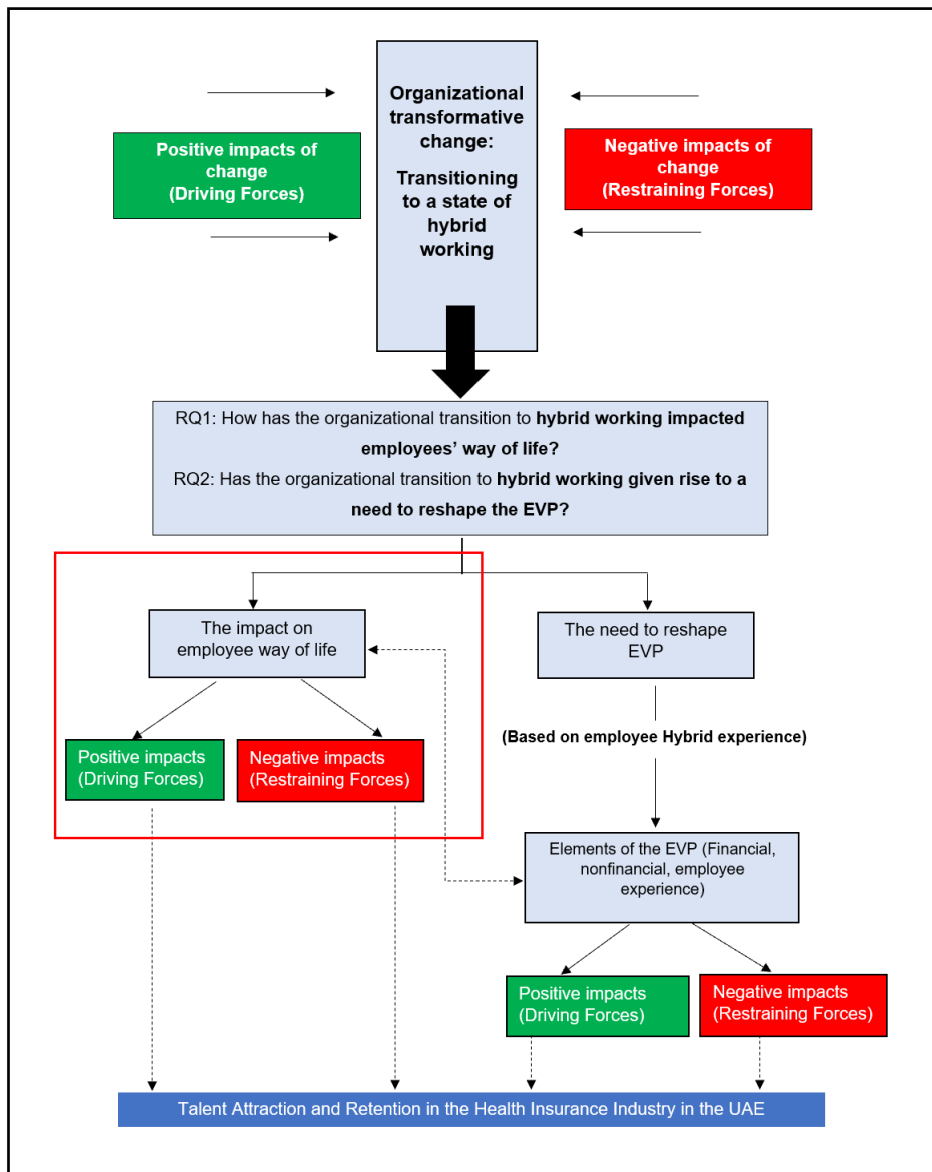 Organizational
transformative
change:
Transitioning
to a state of
hybrid
working
Positive impacts of
change
(Driving Forces)
Negative impacts of
change
(Restraining Forces)
RQ1: How has the organizational transition to hybrid working impacted
employees’ way of life?
RQ2: Has the organizational transition to hybrid working given rise to a
need to reshape the EVP?
The impact on
employee way of life
The need to reshape
EVP
Positive impacts
(Driving Forces)
Negative impacts
(Restraining Forces)
(Based on employee Hybrid experience)
Elements of the EVP (Financial,
nonfinancial, employee
experience)
Positive impacts
(Driving Forces)
Negative impacts
(Restraining Forces)
Talent Attraction and Retention in the Health Insurance Industry in the UAE